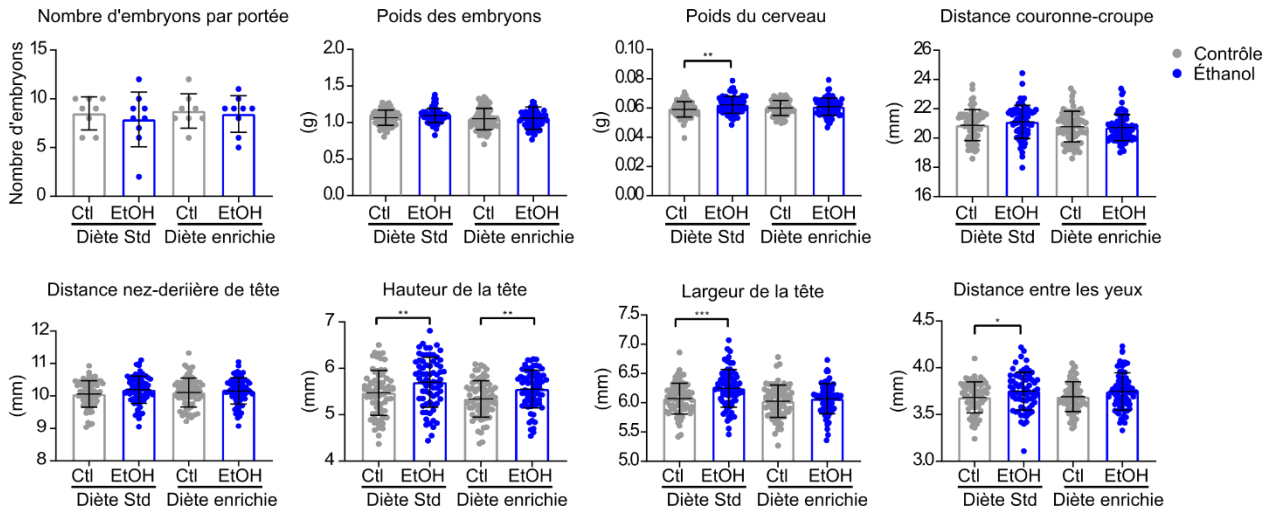 Nombre d'embryons par portée
Poids des embryons
Poids du cerveau
Distance couronne-croupe
Contrôle
Éthanol
Nombre d'embryons
15
10
5
0
Ctl EtOH Ctl EtOH
Diète Std Diète enrichie
(g)
2.0
1.5
1.0
0.5
0.0
Ctl EtOH Ctl EtOH
Diète Std Diète enrichie
(g)
0.10
0.08
0.06
0.04
0.02
0.00
**
Ctl EtOH Ctl EtOH
Diète Std Diète enrichie
(mm)
26
24
22
20
18
16
Ctl EtOH Ctl EtOH
Diète Std Diète enrichie
Distance nez-deriière de tête
Hauteur de la tête
Largeur de la tête
Distance entre les yeux
(mm)
12
11
10
9
8
Ctl EtOH Ctl EtOH
Diète Std Diète enrichie
(mm)
7
6
5
4
** **
Ctl EtOH Ctl EtOH
Diète Std Diète enrichie
(mm)
7.5
7.0
6.5
6.0
5.5
5.0
***
Ctl EtOH Ctl EtOH
Diète Std Diète enrichie
(mm)
4.5
4.0
3.5
3.0
*
Ctl EtOH Ctl EtOH
Diète Std Diète enrichie